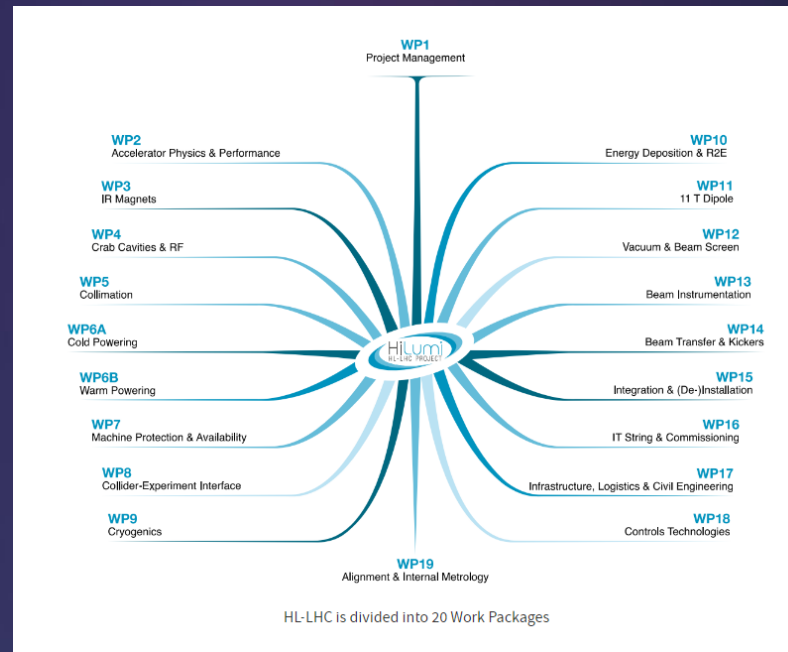 WP1
Project Management
WP2
Accelerator Physics & Performance
WP3
IR Magnets
WP4
Crab Cavities & RF
WP5
Collimation
WP6A
Cold Powering
WP6B
Warm Powering
WP7
Machine Protection & Availability
WP8
Collider-Experiment Interface
WP9
Cryogenics
WP10
Energy Deposition & R2E
WP11
11 T Dipole
WP12
Vacuum & Beam Screen
WP13
Beam Instrumentation
WP14
Beam Transfer & Kickers
WP15
Integration & (De-)Installation
WP16
IT String & Commissioning
WP17
Infrastructure, Logistics & Civil Engineering
WP18
Controls Technologies
HiLumi
HL-LHC PROJECT
WP19
Alignment & Internal Metrology
HL-LHC is divided into 20 Work Packages